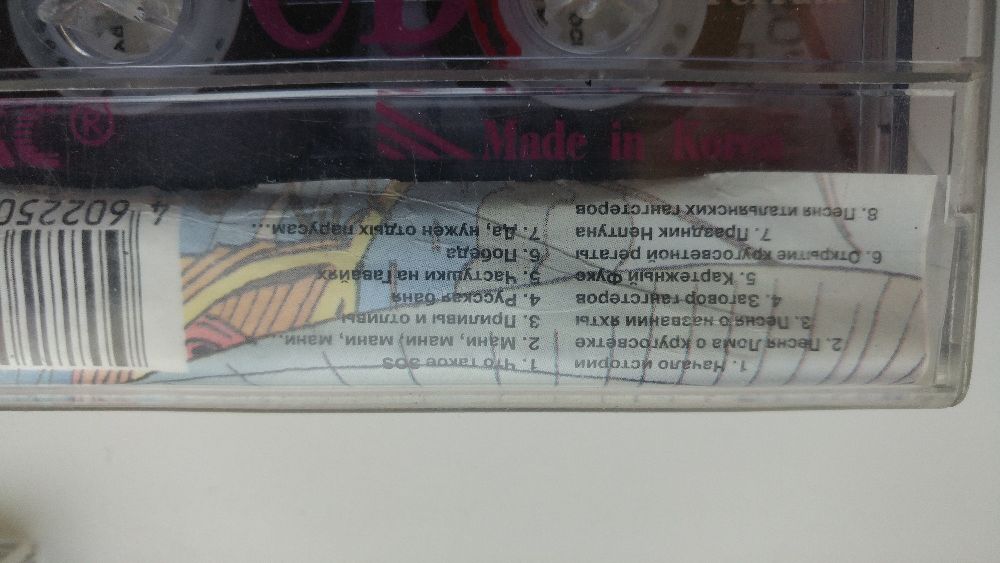 CD
®
Made in Korea
1. Начало истории
2. Песня Лома о кругосветке
3. Песня о названии яхты
4. Заговор гангстеров
5. Картежный Фукс
6. Открытие кругосветной регаты
7. Праздник Нептуна
8. Песня итальянских гангстеров
1. Что такое SOS
2. Мани, мани, мани, мани...
3. Приливы и отливы
4. Русская баня
5. Частушки на Гавайях
6. Победа
7. Да, нужен отдых парусам...
4 602250